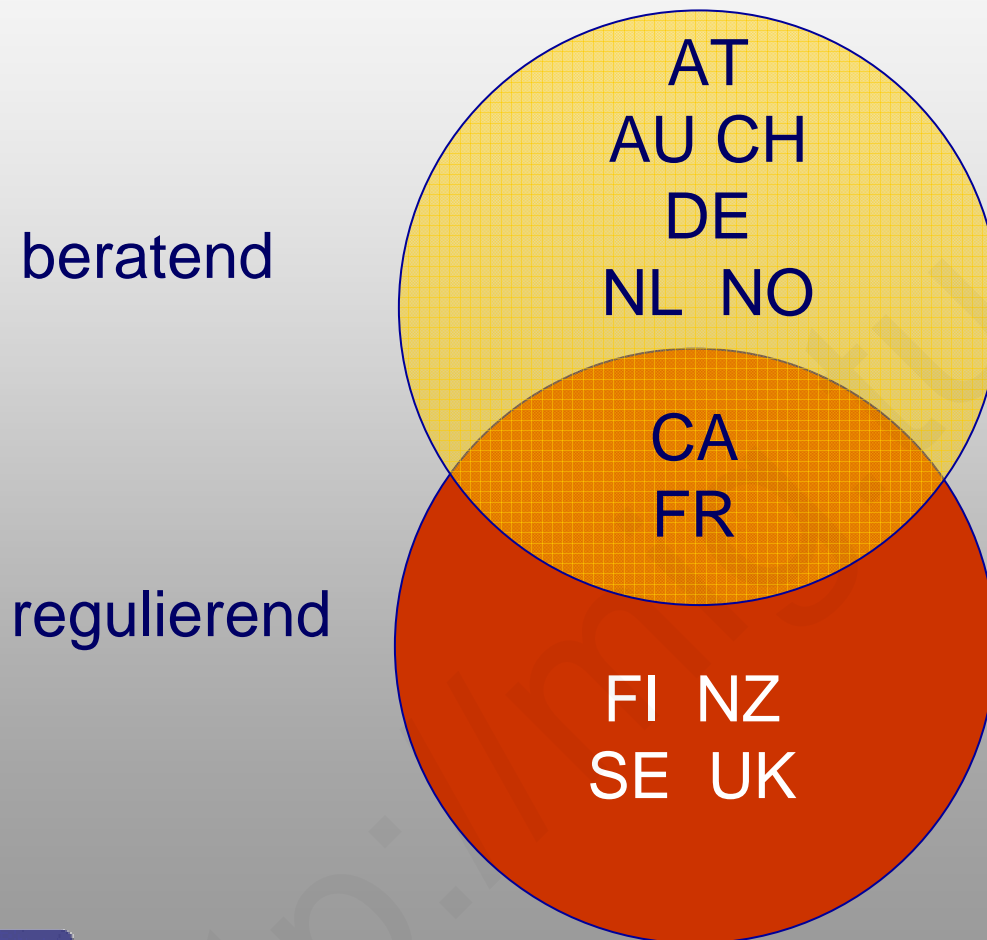 AT
AU CH
DE
beratend
NL NO
CA
FR
regulierend
FI NZ
SE UK